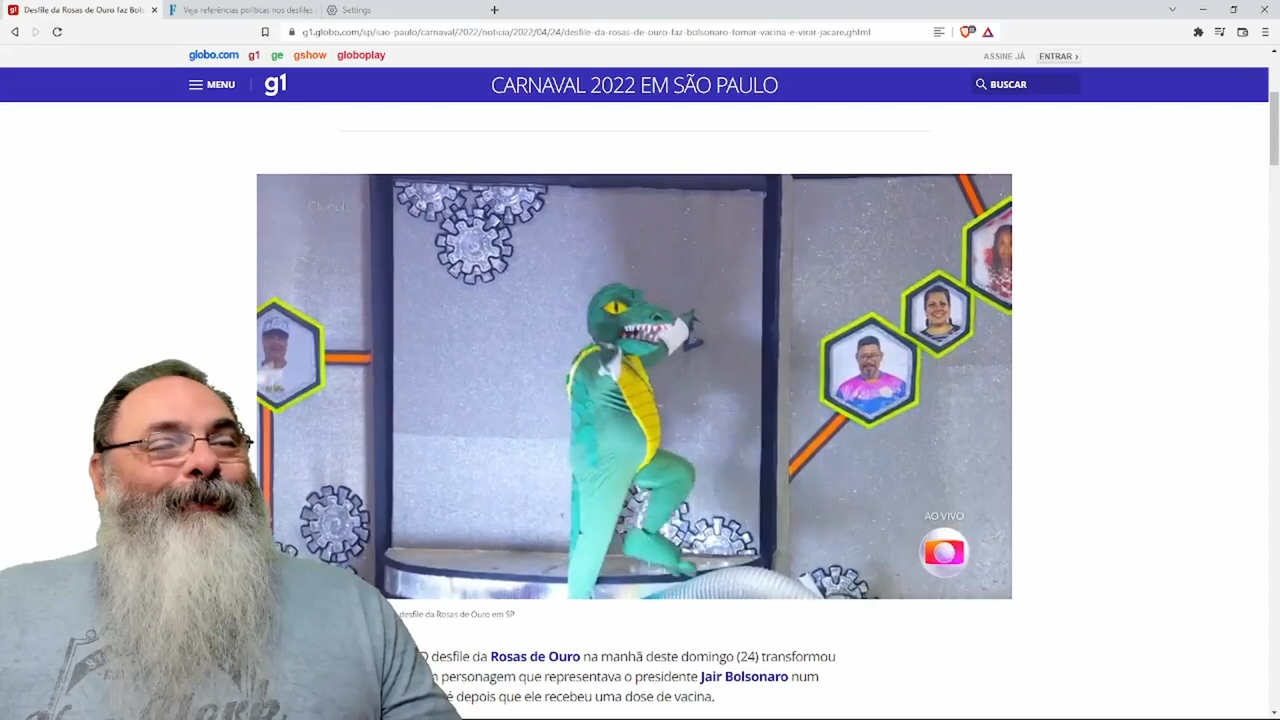 Desfile da Rosas de Ouro faz Bols
Veja referências políticas nos desfiles
Settings
g1.globo.com/sp/sao-paulo/carnaval/2022/noticia/2022/04/24/desfile-da-rosas-de-ouro-faz-bolsonaro-tomar-vacina-e-virar-jacare.ghtml
globo.com g1 ge gshow globoplay
ASSINE JÁ ENTRAR
MENU g1 CARNAVAL 2022 EM SÃO PAULO BUSCAR
AO VIVO
desfile da Rosas de Ouro em SP
O desfile da Rosas de Ouro na manhã deste domingo (24) transformou
personagem que representava o presidente Jair Bolsonaro num
depois que ele recebeu uma dose de vacina.